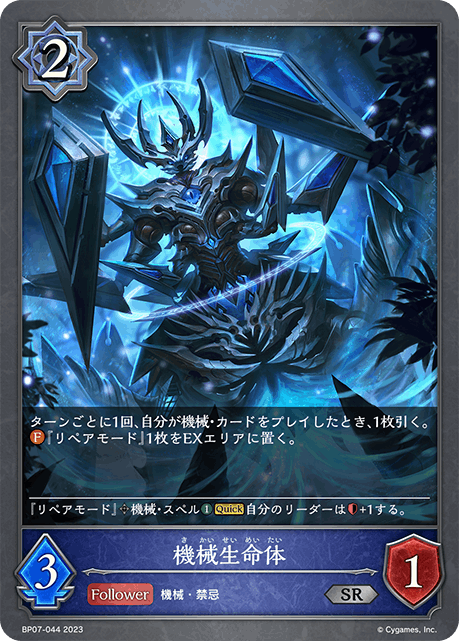 2
ターンごとに1回、自分が機械・カードをプレイしたとき、1枚引く。
F 『リペアモード』1枚をEXエリアに置く。
『リペアモード』機械・スペル 1 Quick 自分のリーダーは+1する。
きかいせいめいたい
機械生命体
3
Follower 機械・禁忌
SR
1
BP07-044 2023
© Cygames, Inc.